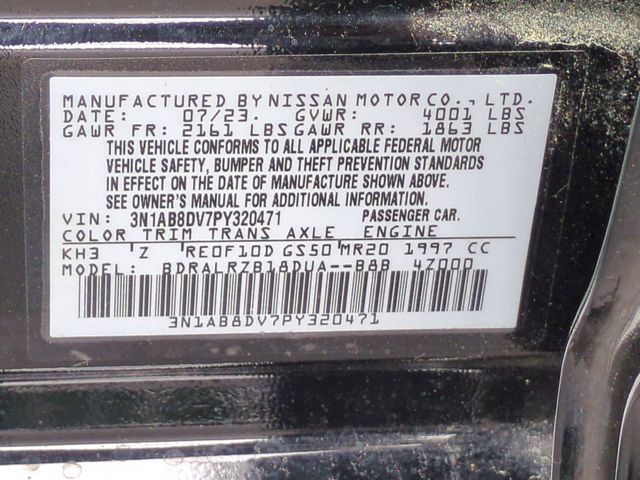 MANUFACTURED BY NISSAN MOTOR CO., LTD.
DATE: 07/23. GVWR: 4001 LBS
GAWR FR: 2161 LBS GAWR RR: 1863 LBS
THIS VEHICLE CONFORMS TO ALL APPLICABLE FEDERAL MOTOR
VEHICLE SAFETY, BUMPER AND THEFT PREVENTION STANDARDS
IN EFFECT ON THE DATE OF MANUFACTURE SHOWN ABOVE.
SEE OWNER'S MANUAL FOR ADDITIONAL INFORMATION.
VIN: 3N1AB8DV7PY320471 PASSENGER CAR.
COLOR TRIM TRANS AXLE ENGINE
KH3 Z RE0F10D GS50 MR20 1997 CC
MODEL: BDRALRZB18DUA--B8B 4Z000
3N1AB8DV7PY320471